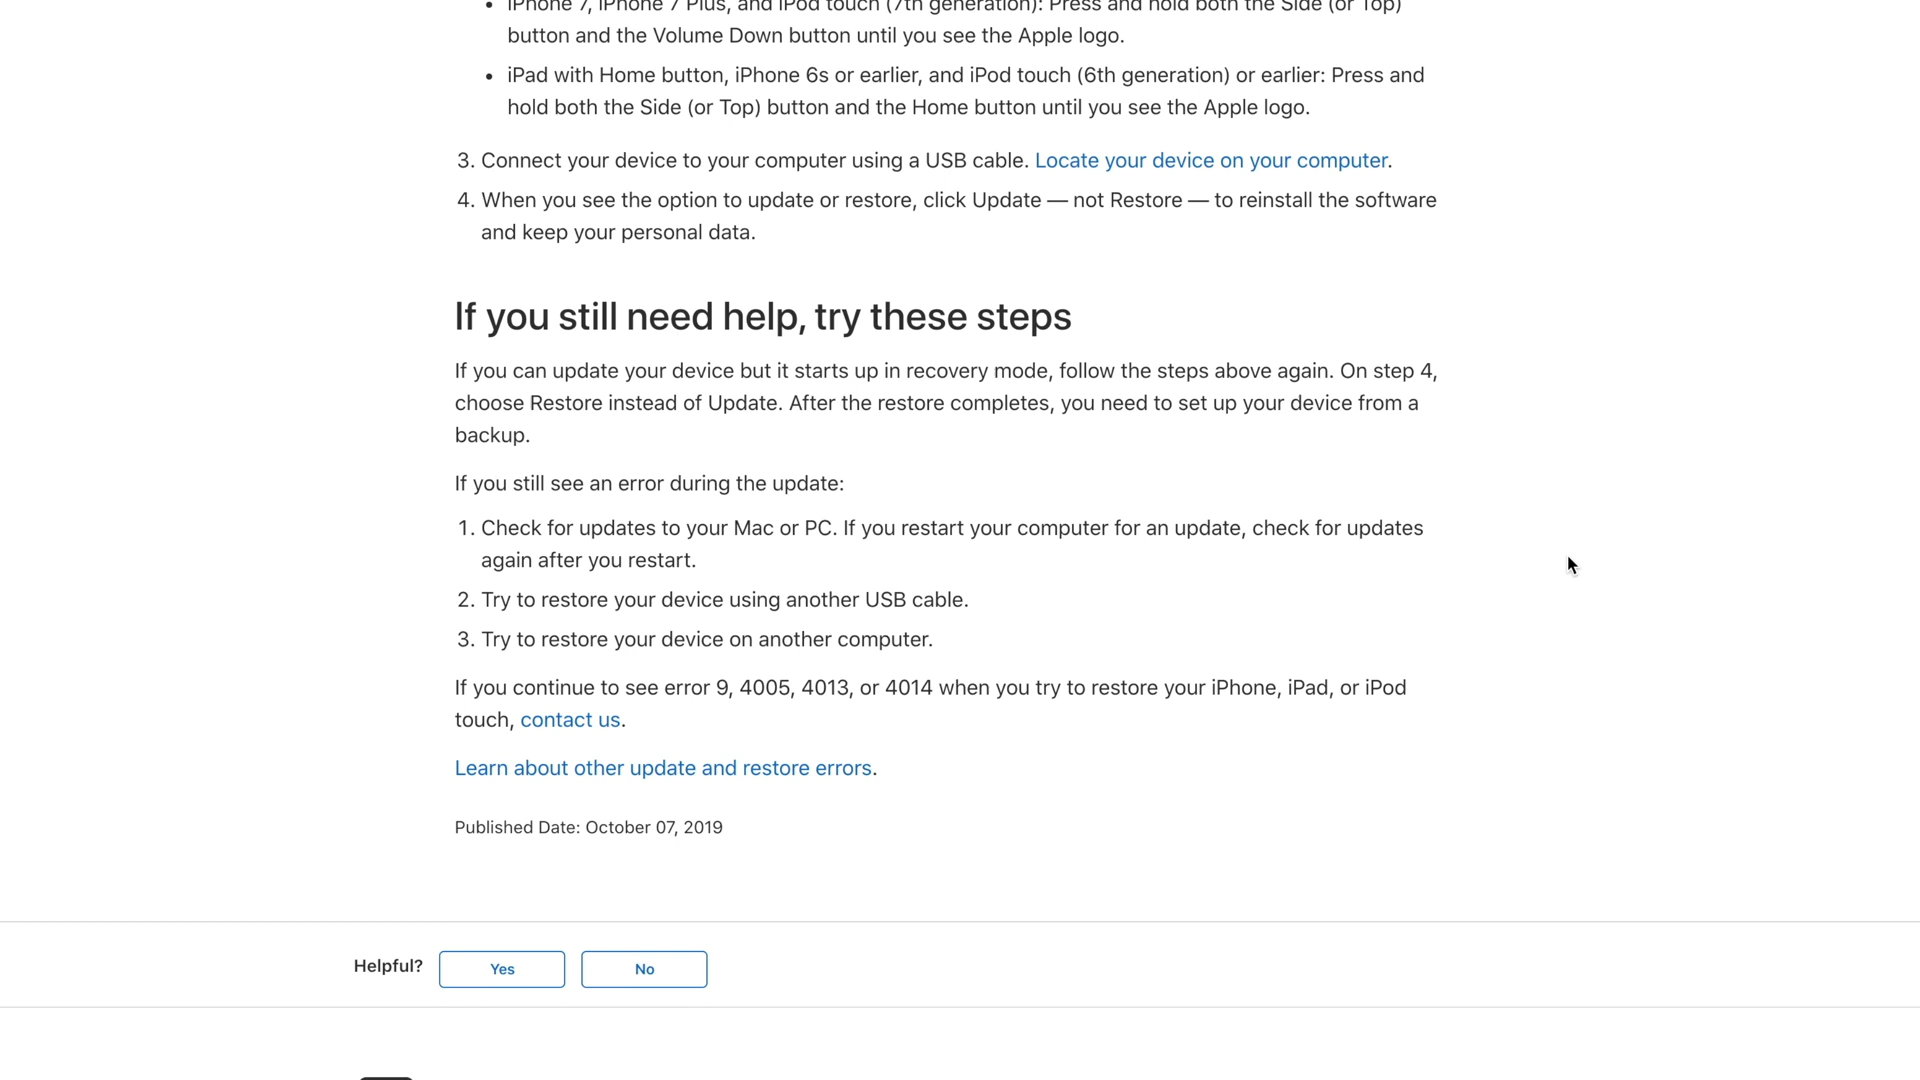 • iPhone 7, iPhone 7 Plus, and iPod touch (7th generation): Press and hold both the Side (or Top)
button and the Volume Down button until you see the Apple logo.
• iPad with Home button, iPhone 6s or earlier, and iPod touch (6th generation) or earlier: Press and
hold both the Side (or Top) button and the Home button until you see the Apple logo.
3. Connect your device to your computer using a USB cable. Locate your device on your computer.
4. When you see the option to update or restore, click Update — not Restore — to reinstall the software
and keep your personal data.
If you still need help, try these steps
If you can update your device but it starts up in recovery mode, follow the steps above again. On step 4,
choose Restore instead of Update. After the restore completes, you need to set up your device from a
backup.
If you still see an error during the update:
1. Check for updates to your Mac or PC. If you restart your computer for an update, check for updates
again after you restart.
2. Try to restore your device using another USB cable.
3. Try to restore your device on another computer.
If you continue to see error 9, 4005, 4013, or 4014 when you try to restore your iPhone, iPad, or iPod
touch, contact us.
Learn about other update and restore errors.
Published Date: October 07, 2019
Helpful? Yes No